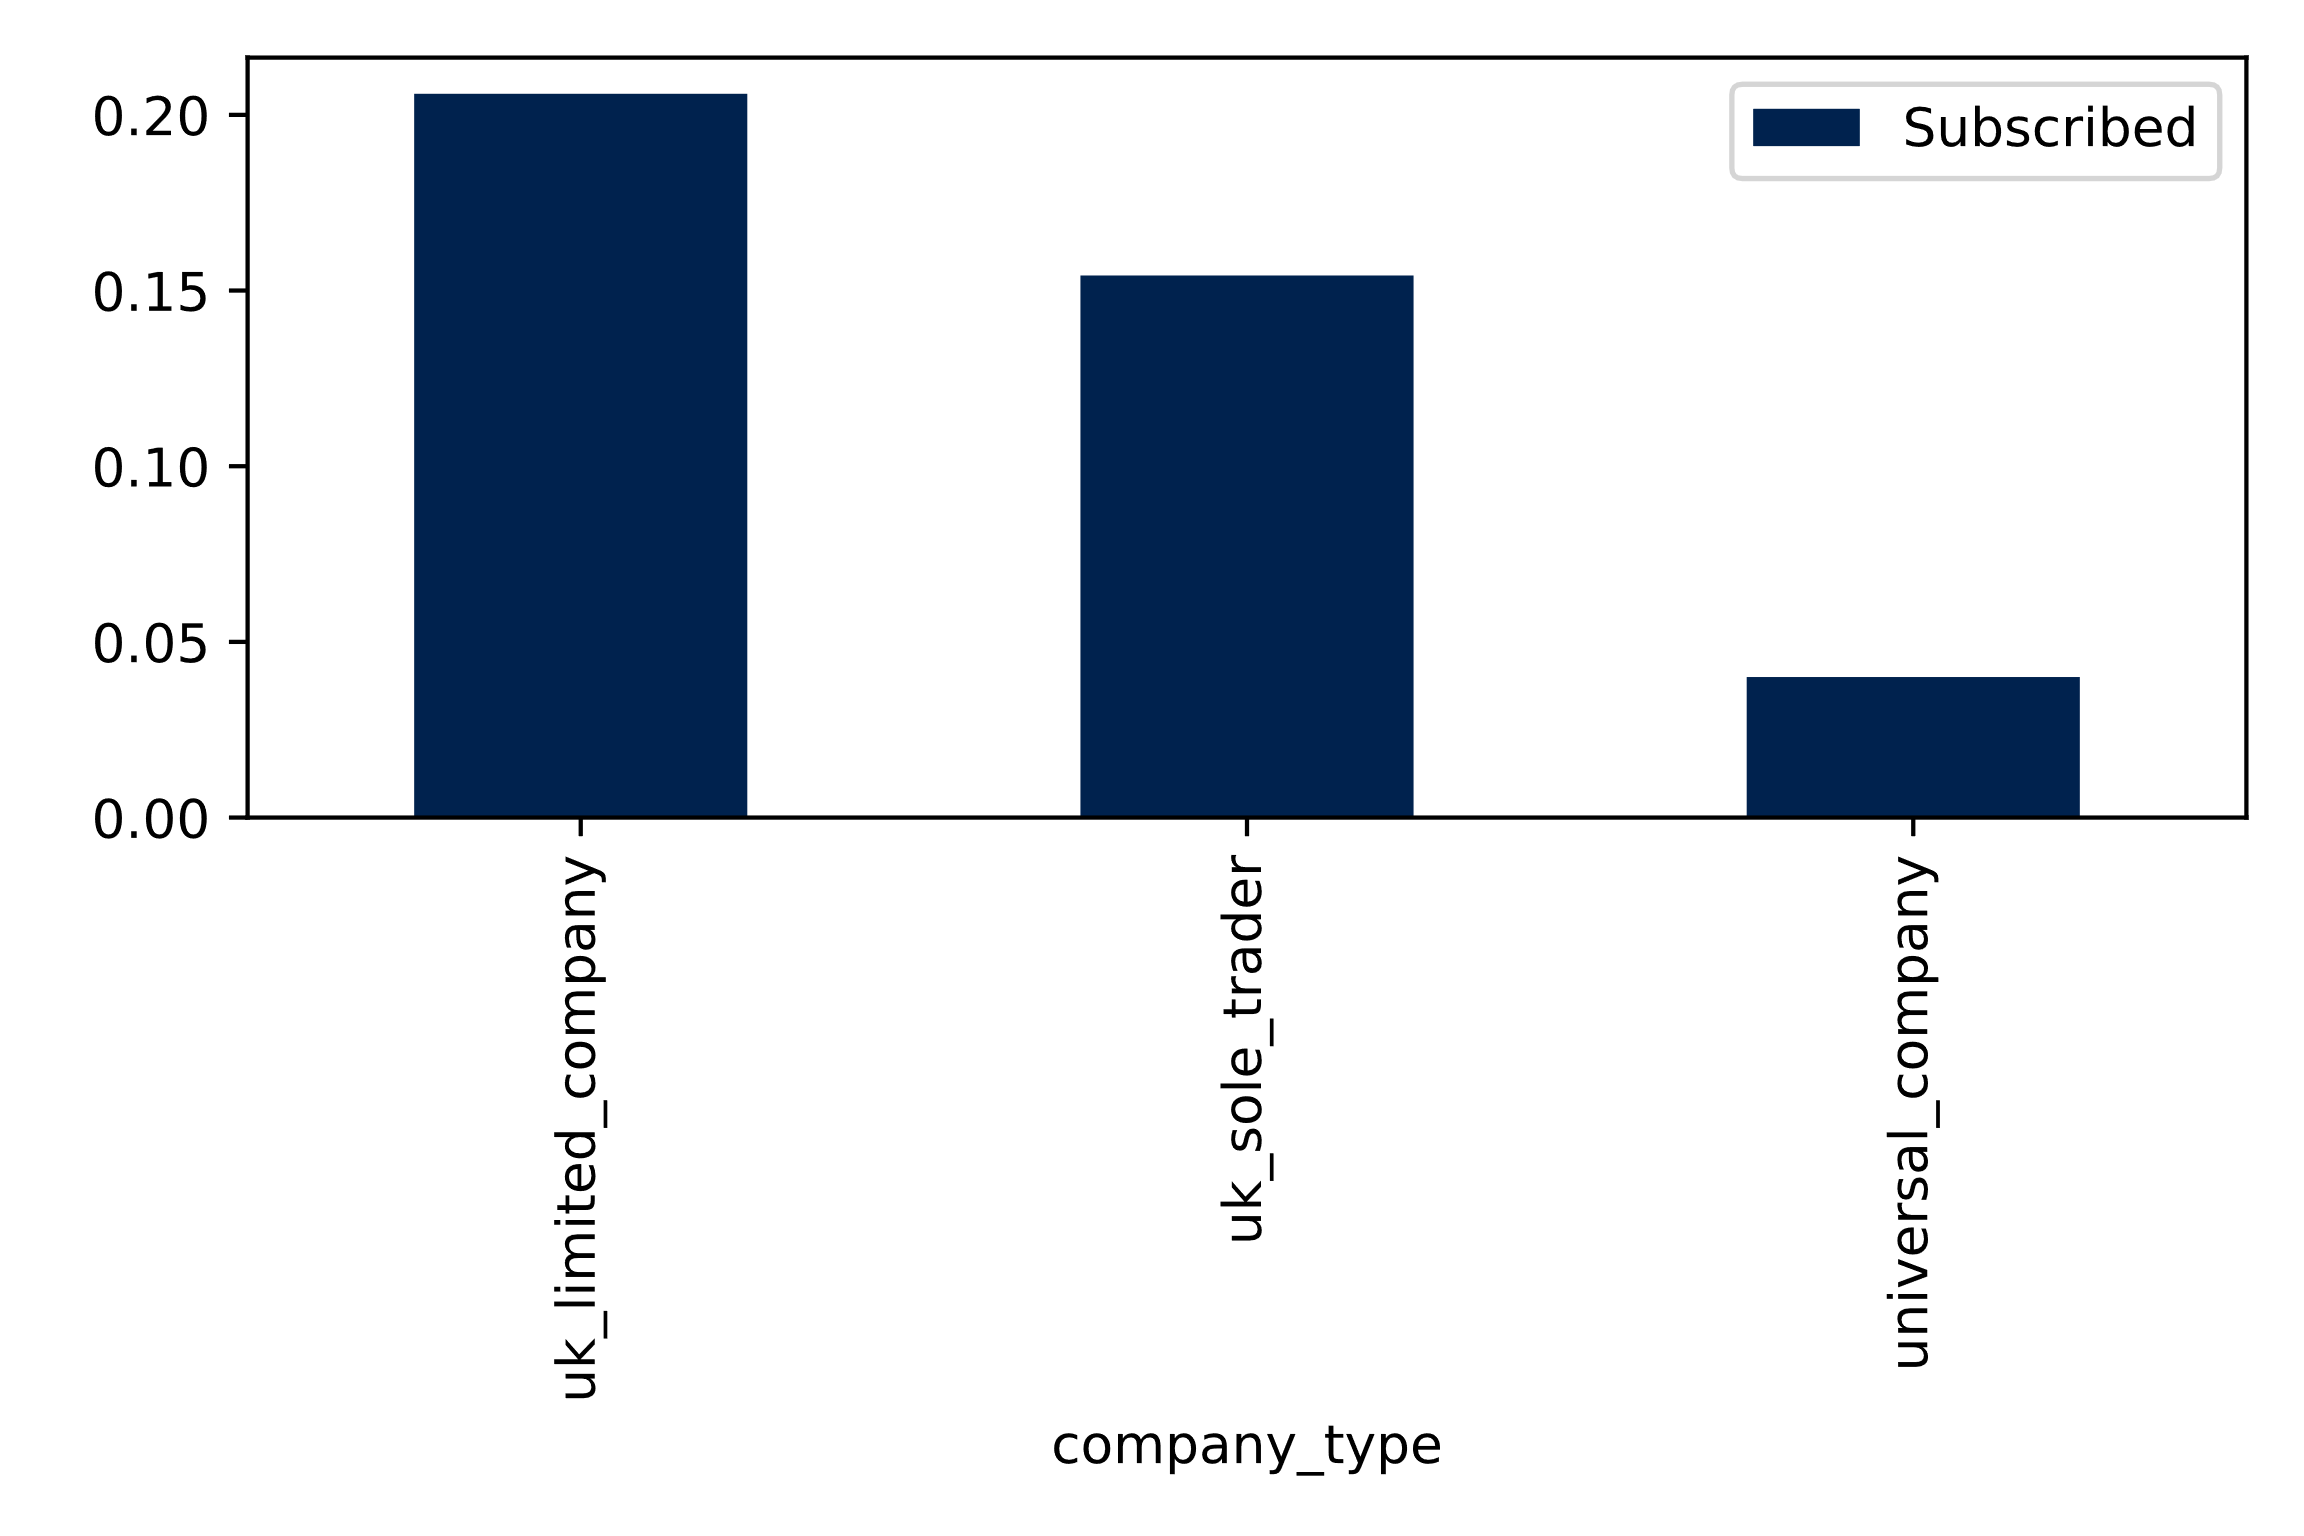 0.20
0.15
0.10
0.05
0.00
Subscribed
uk_limited_company
uk_sole_trader
universal_company
company_type